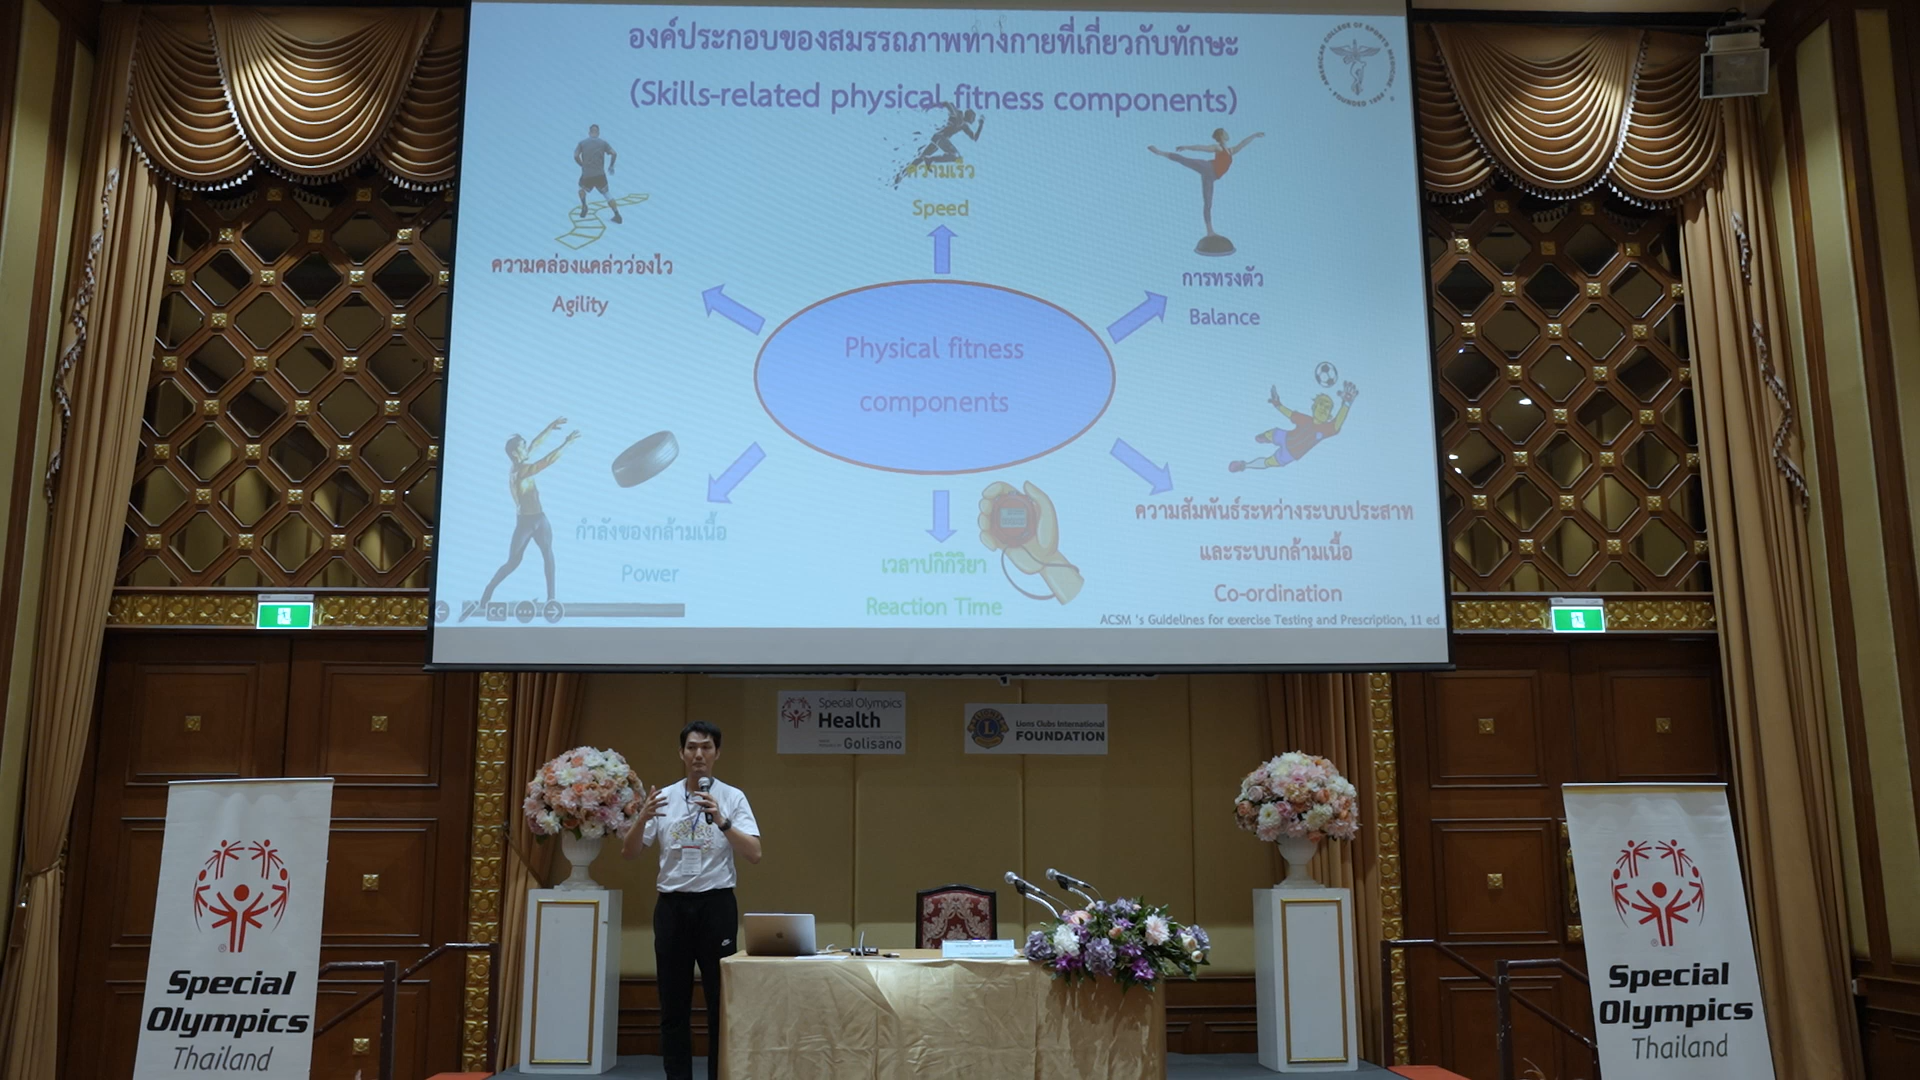 องค์ประกอบของสมรรถภาพทางกายที่เกี่ยวกับทักษะ
(Skills-related physical fitness components)
AMERICAN COLLEGE OF SPORTS MEDICINE
FOUNDED 1954
ความเร็ว
Speed
ความคล่องแคล่วว่องไว
Agility
การทรงตัว
Balance
Physical fitness
components
กำลังของกล้ามเนื้อ
Power
เวลาปฏิกิริยา
Reaction Time
ความสัมพันธ์ระหว่างระบบประสาท
และระบบกล้ามเนื้อ
Co-ordination
ACSM 's Guidelines for exercise Testing and Prescription, 11 ed
CC
Special Olympics
Health
Golisano
Lions Clubs International
FOUNDATION
Special
Olympics
Thailand
Special
Olympics
Thailand